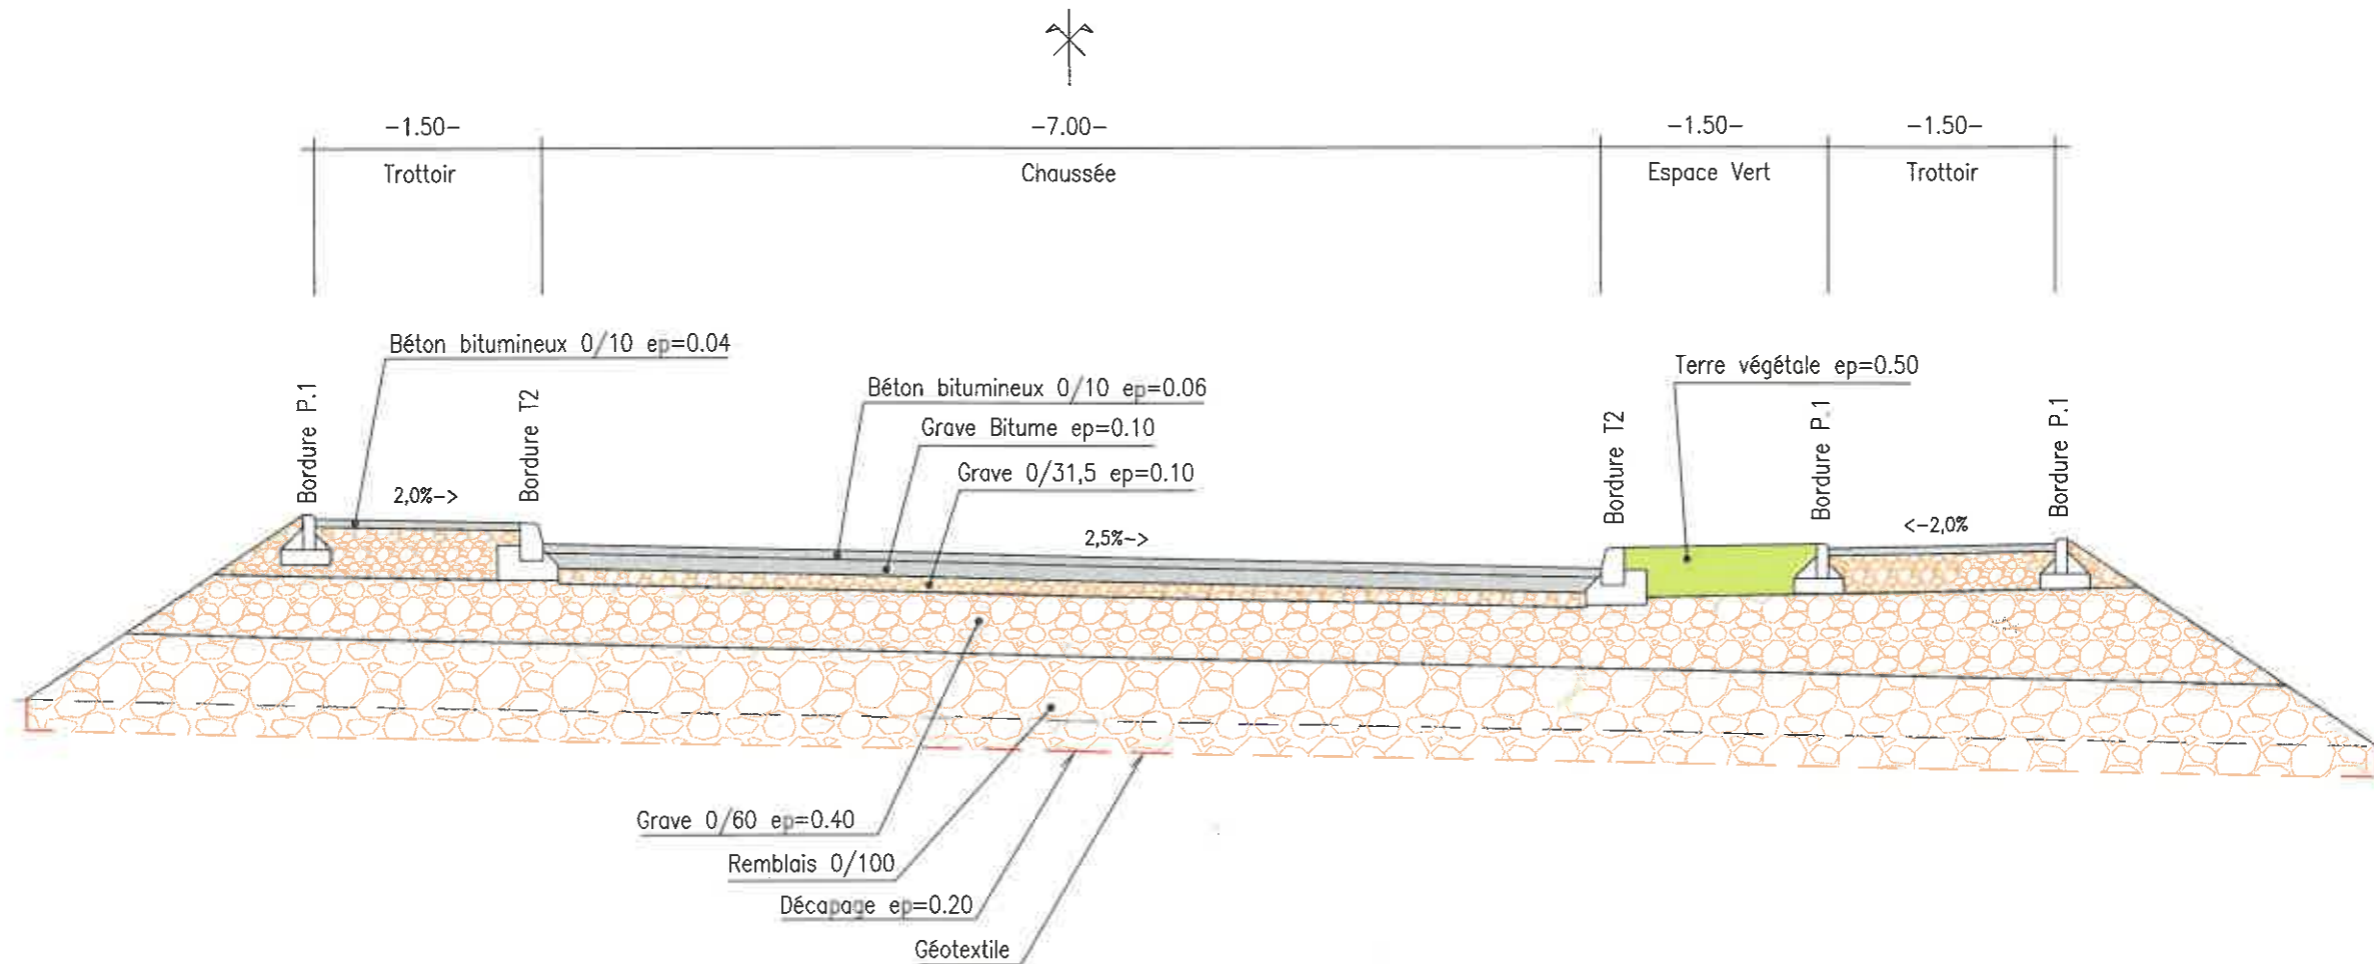 -1.50-
-7.00-
-1.50-
-1.50-
Trottoir
Chaussée
Espace Vert
Trottoir
Béton bitumineux 0/10 ep=0.04
Terre végétale ep=0.50
Béton bitumineux 0/10 ep=0.06
Grave Bitume ep=0.10
Grave 0/31,5 ep=0.10
Bordure P.1
Bordure T2
Bordure T2
Bordure P.1
Bordure P.1
2,0%->
2,5%->
<-2,0%
Grave 0/60 ep=0.40
Remblais 0/100
Décapage ep=0.20
Géotextile